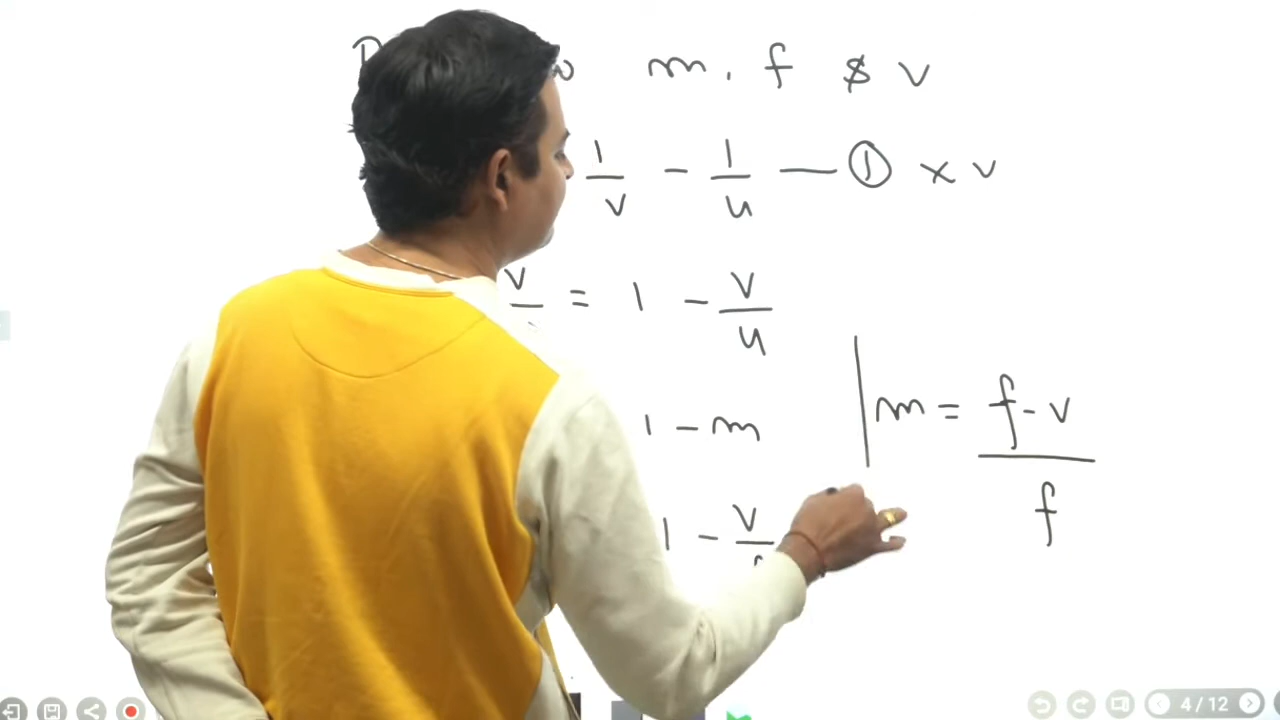 m, f & v
1/v - 1/u — ① × v
v/ = 1 - v/u
1 - m
m = f - v / f
1 - v/
4 / 12